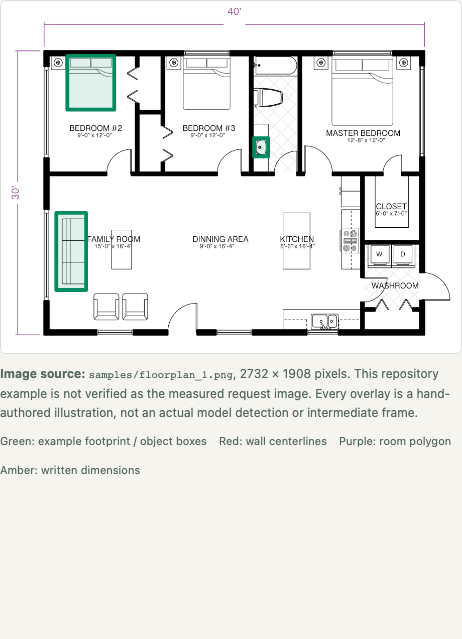 40'
30'
BEDROOM #2
9'-0" x 12'-0"
BEDROOM #3
9'-0" x 12'-0"
MASTER BEDROOM
12'-8" x 12'-0"
CLOSET
6'-0" x 7'-0"
FAMILY ROOM
15'-0" x 16'-4"
DINNING AREA
9'-0" x 16'-4"
KITCHEN
x 16'-4"
W D
WASHROOM
Image source: samples/floorplan_1.png, 2732 × 1908 pixels. This repository
example is not verified as the measured request image. Every overlay is a hand-
authored illustration, not an actual model detection or intermediate frame.
Green: example footprint / object boxes Red: wall centerlines Purple: room polygon
Amber: written dimensions